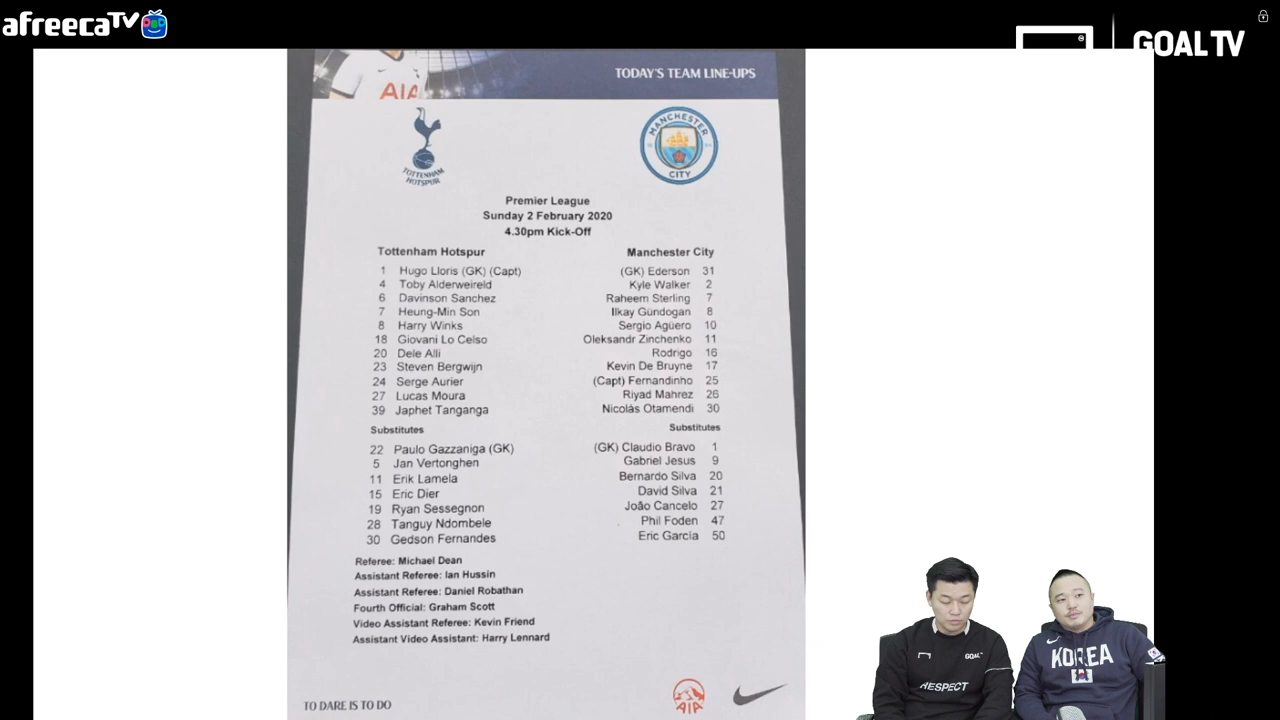 afreecaTV
GOAL TV
TODAY'S TEAM LINE-UPS
AIA
TOTTENHAM
HOTSPUR
MANCHESTER
CITY
Premier League
Sunday 2 February 2020
4.30pm Kick-Off
Tottenham Hotspur
1 Hugo Lloris (GK) (Capt)
4 Toby Alderweireld
6 Davinson Sanchez
7 Heung-Min Son
8 Harry Winks
18 Giovani Lo Celso
20 Dele Alli
23 Steven Bergwijn
24 Serge Aurier
27 Lucas Moura
39 Japhet Tanganga
Substitutes
22 Paulo Gazzaniga (GK)
5 Jan Vertonghen
11 Erik Lamela
15 Eric Dier
19 Ryan Sessegnon
28 Tanguy Ndombele
30 Gedson Fernandes
Manchester City
(GK) Ederson 31
Kyle Walker 2
Raheem Sterling 7
Ilkay Gündogan 8
Sergio Agüero 10
Oleksandr Zinchenko 11
Rodrigo 16
Kevin De Bruyne 17
(Capt) Fernandinho 25
Riyad Mahrez 26
Nicolás Otamendi 30
Substitutes
(GK) Claudio Bravo 1
Gabriel Jesus 9
Bernardo Silva 20
David Silva 21
João Cancelo 27
Phil Foden 47
Eric Garcia 50
Referee: Michael Dean
Assistant Referee: Ian Hussin
Assistant Referee: Daniel Robathan
Fourth Official: Graham Scott
Video Assistant Referee: Kevin Friend
Assistant Video Assistant: Harry Lennard
TO DARE IS TO DO
AIA
GOAL
RESPECT
KOREA